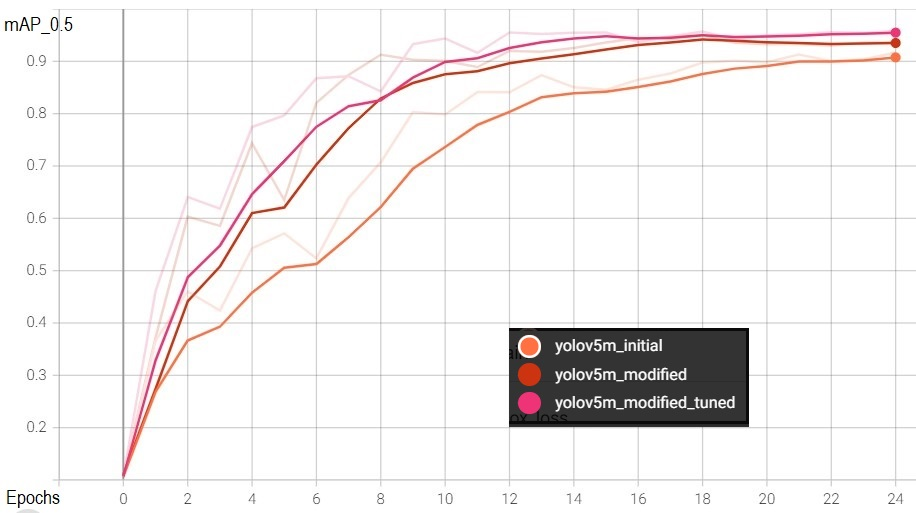 mAP_0.5
0.9
0.8
0.7
0.6
0.5
0.4
0.3
0.2
yolov5m_initial
yolov5m_modified
yolov5m_modified_tuned
ox_loss
Epochs 0 2 4 6 8 10 12 14 16 18 20 22 24